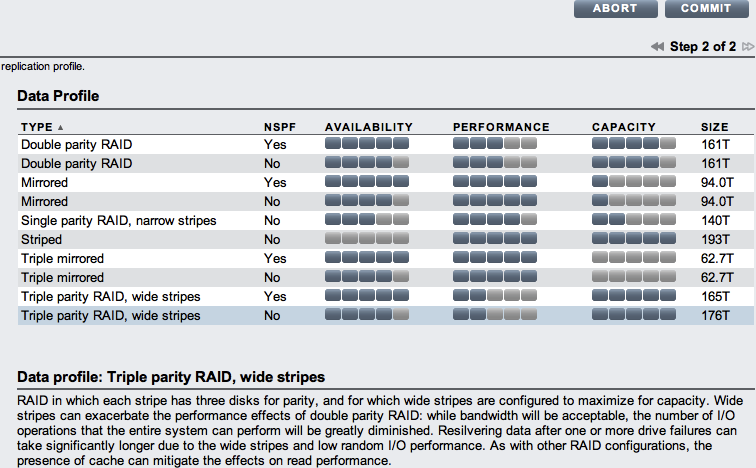 ABORT COMMIT
Step 2 of 2
replication profile.
Data Profile
TYPE ▲ NSPF AVAILABILITY PERFORMANCE CAPACITY SIZE
Double parity RAID Yes 161T
Double parity RAID No 161T
Mirrored Yes 94.0T
Mirrored No 94.0T
Single parity RAID, narrow stripes No 140T
Striped No 193T
Triple mirrored Yes 62.7T
Triple mirrored No 62.7T
Triple parity RAID, wide stripes Yes 165T
Triple parity RAID, wide stripes No 176T
Data profile: Triple parity RAID, wide stripes
RAID in which each stripe has three disks for parity, and for which wide stripes are configured to maximize for capacity. Wide
stripes can exacerbate the performance effects of double parity RAID: while bandwidth will be acceptable, the number of I/O
operations that the entire system can perform will be greatly diminished. Resilvering data after one or more drive failures can
take significantly longer due to the wide stripes and low random I/O performance. As with other RAID configurations, the
presence of cache can mitigate the effects on read performance.